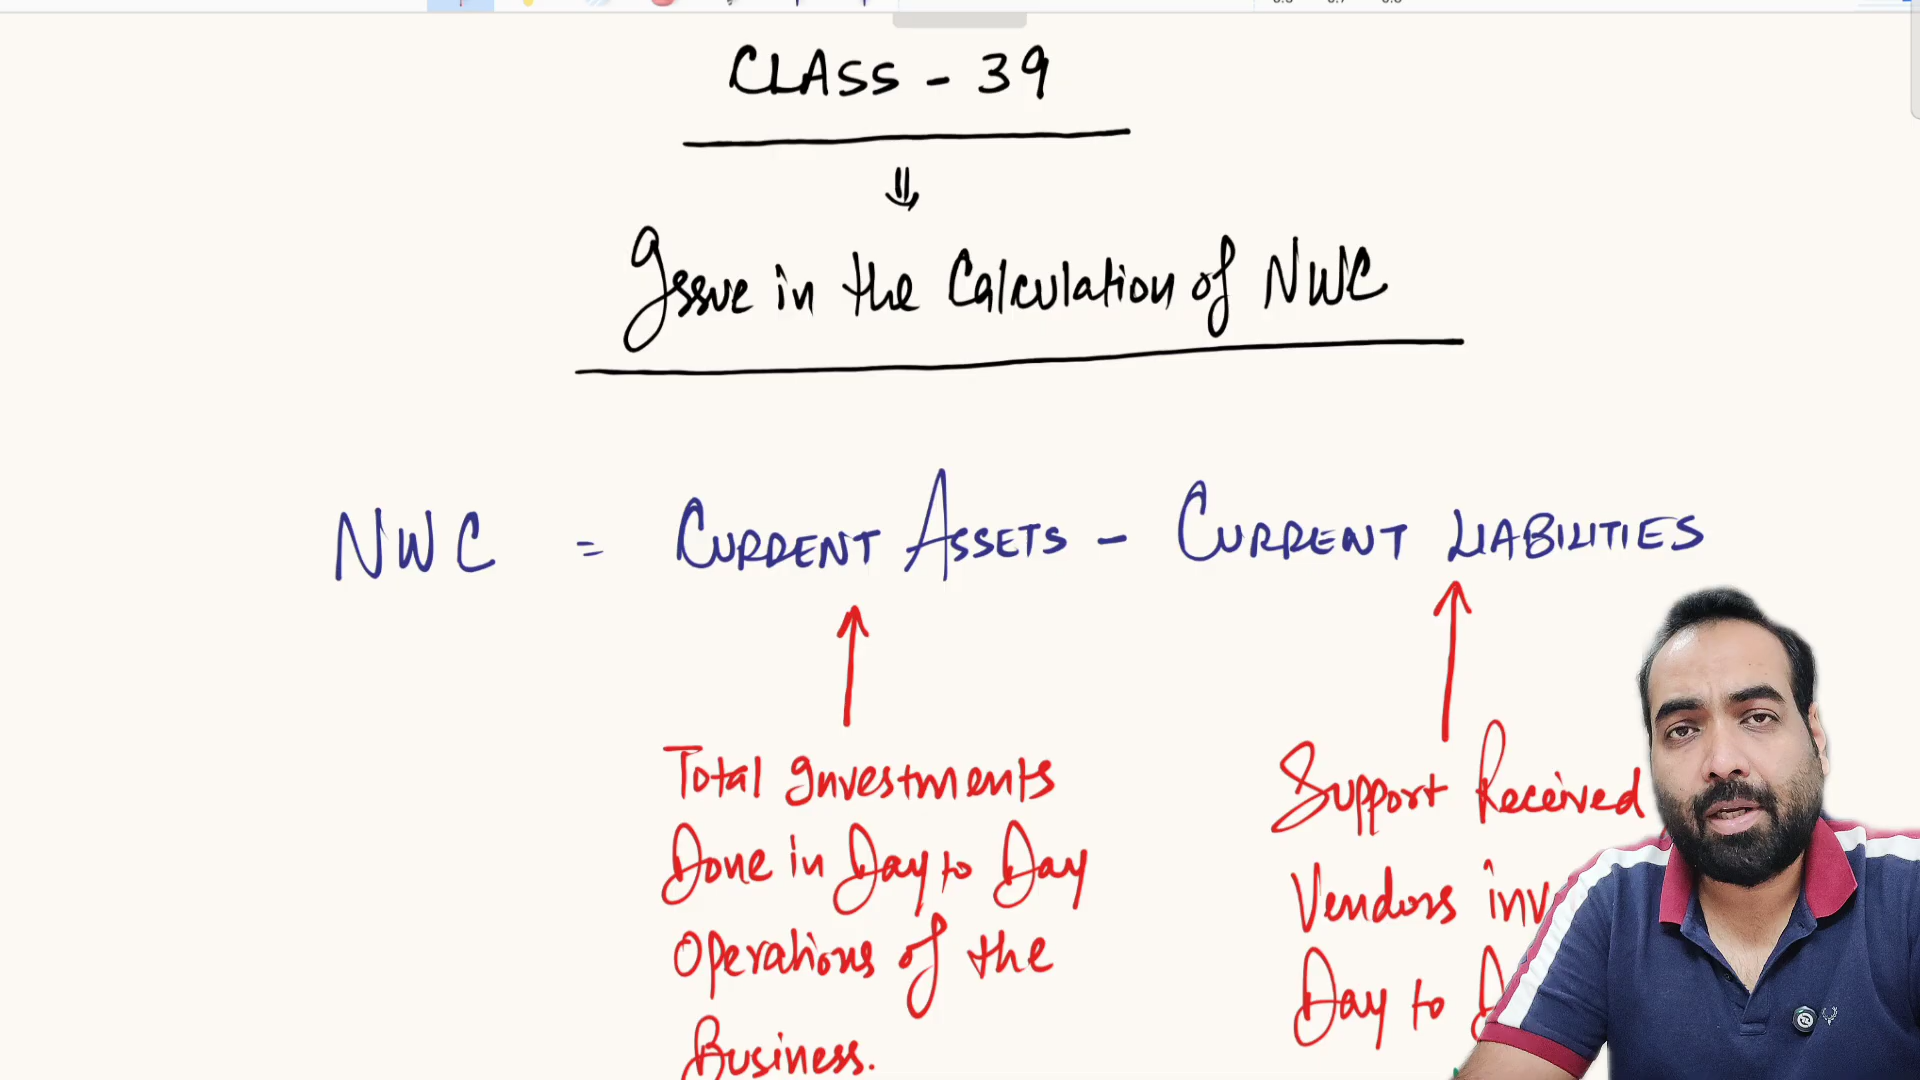 CLASS - 39
Issue in the Calculation of NWC
NWC = CURRENT ASSETS - CURRENT LIABILITIES
Total Investments
Done in Day to Day
Operations of the
Business.
Support Received
Vendors inv
Day to